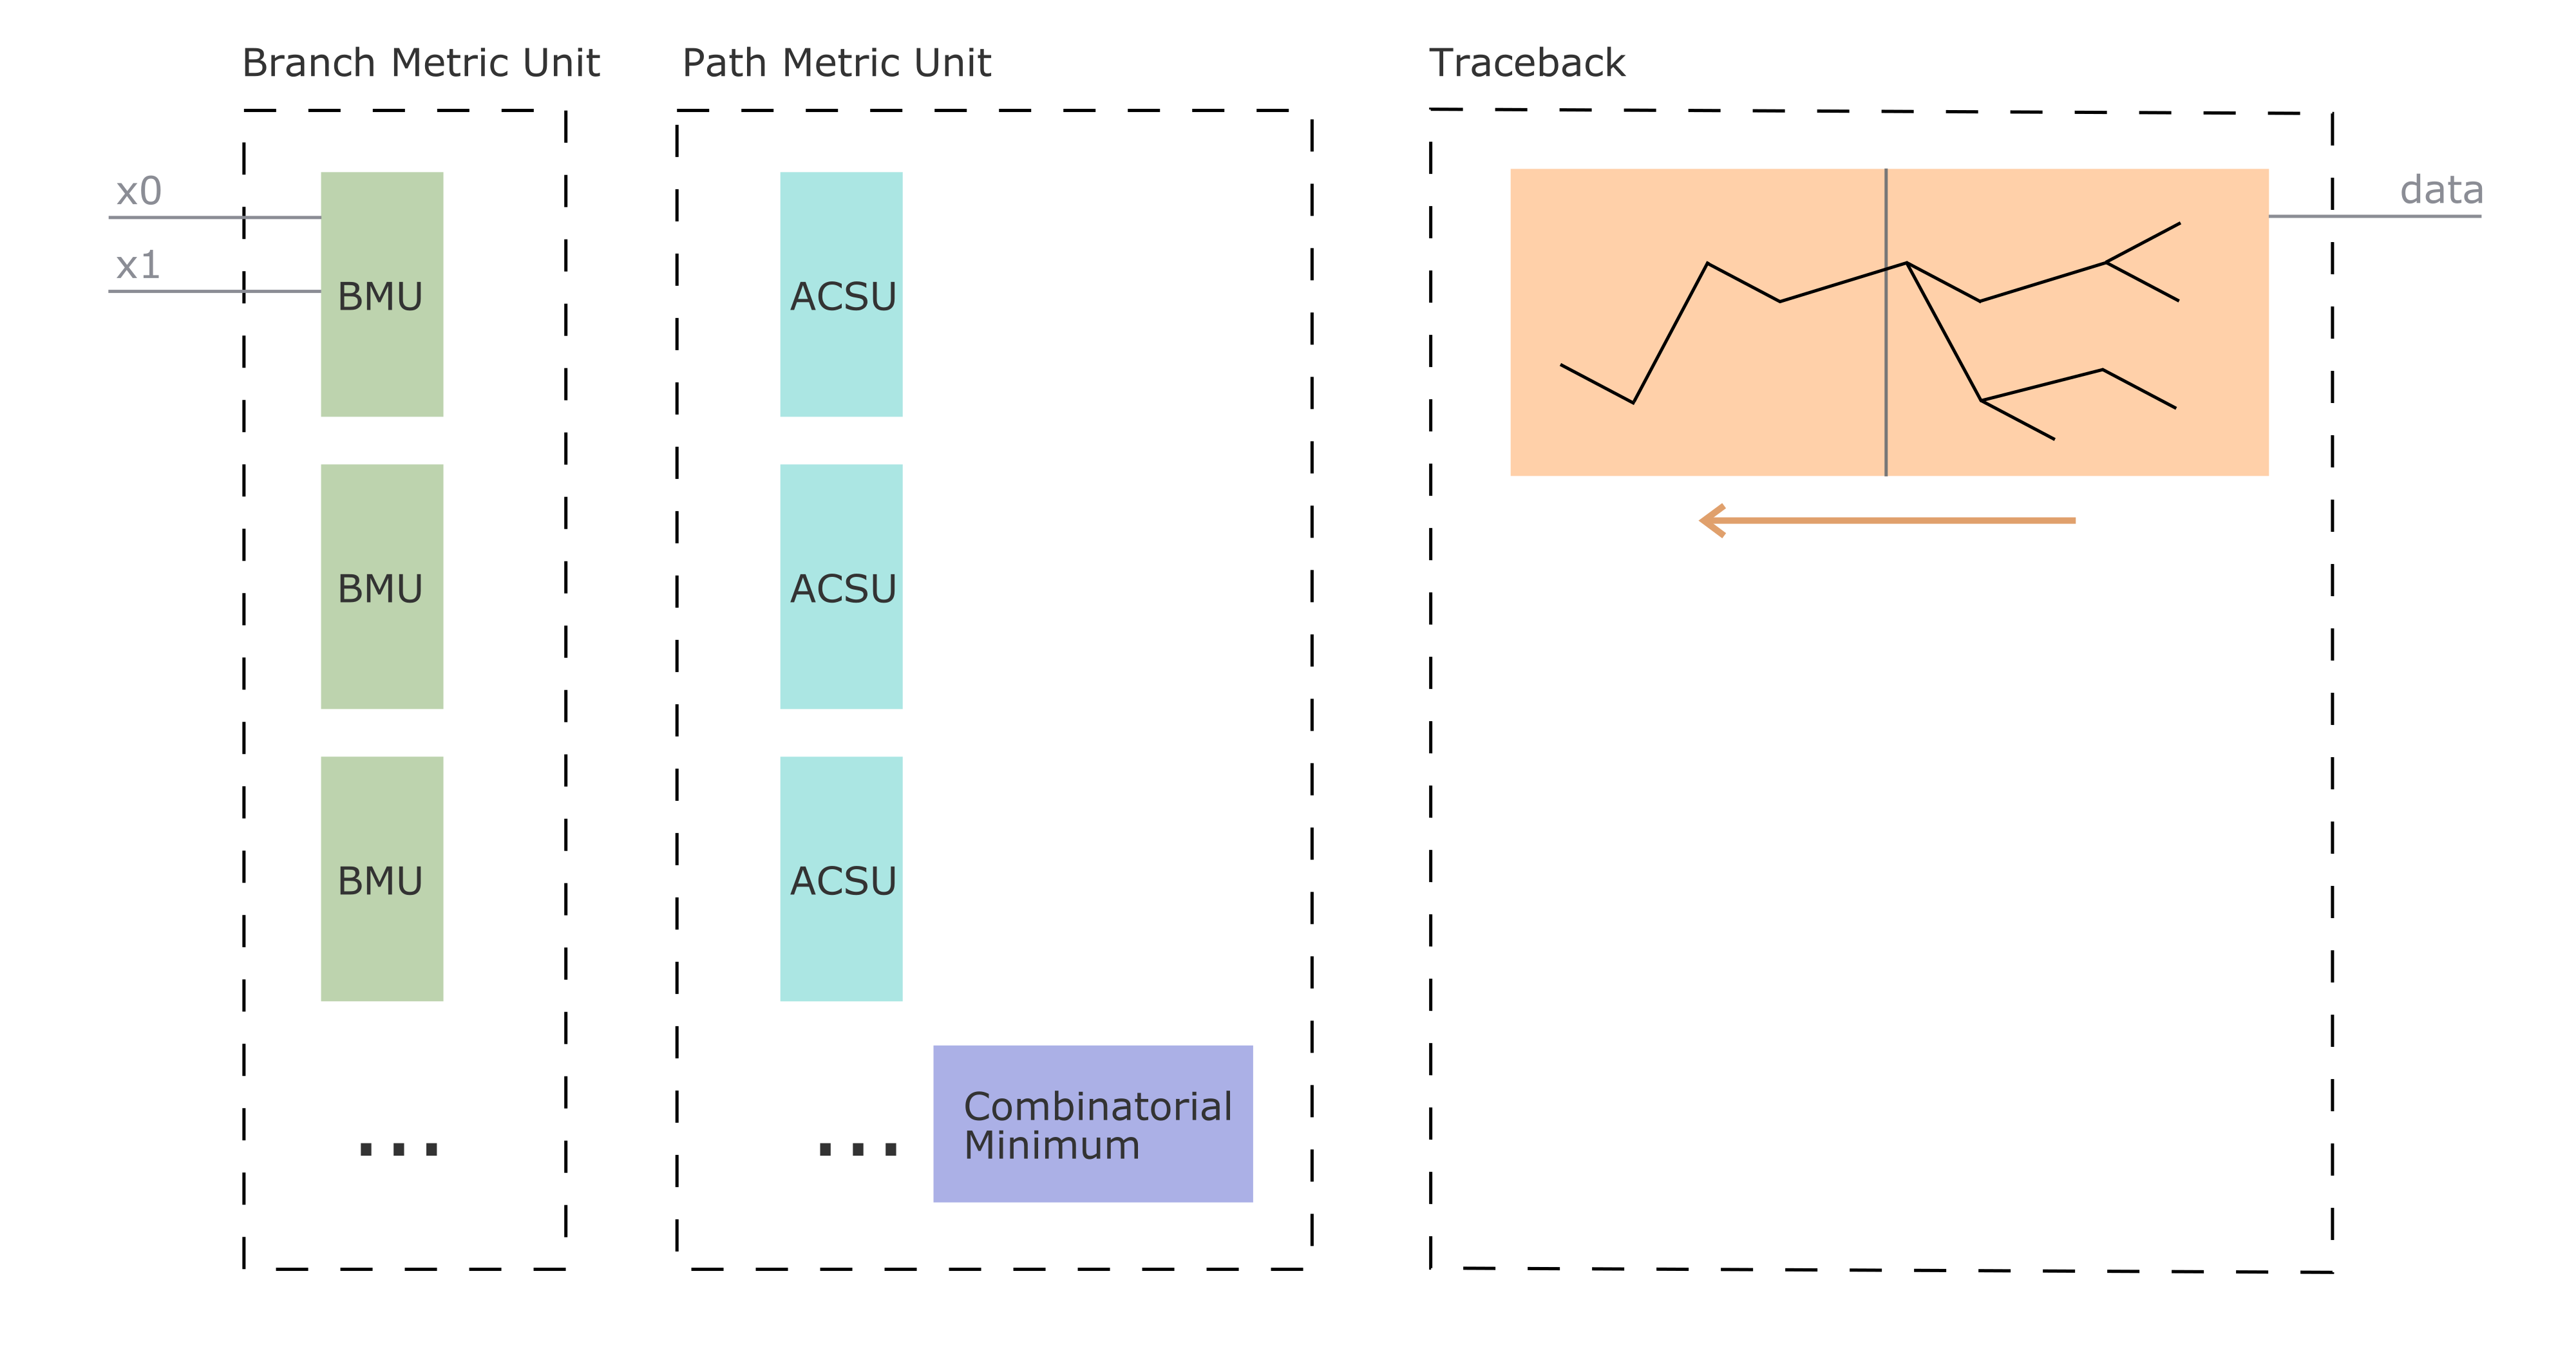 Branch Metric Unit
Path Metric Unit
Traceback
x0
x1
data
BMU
ACSU
BMU
ACSU
BMU
ACSU
...
...
Combinatorial
Minimum